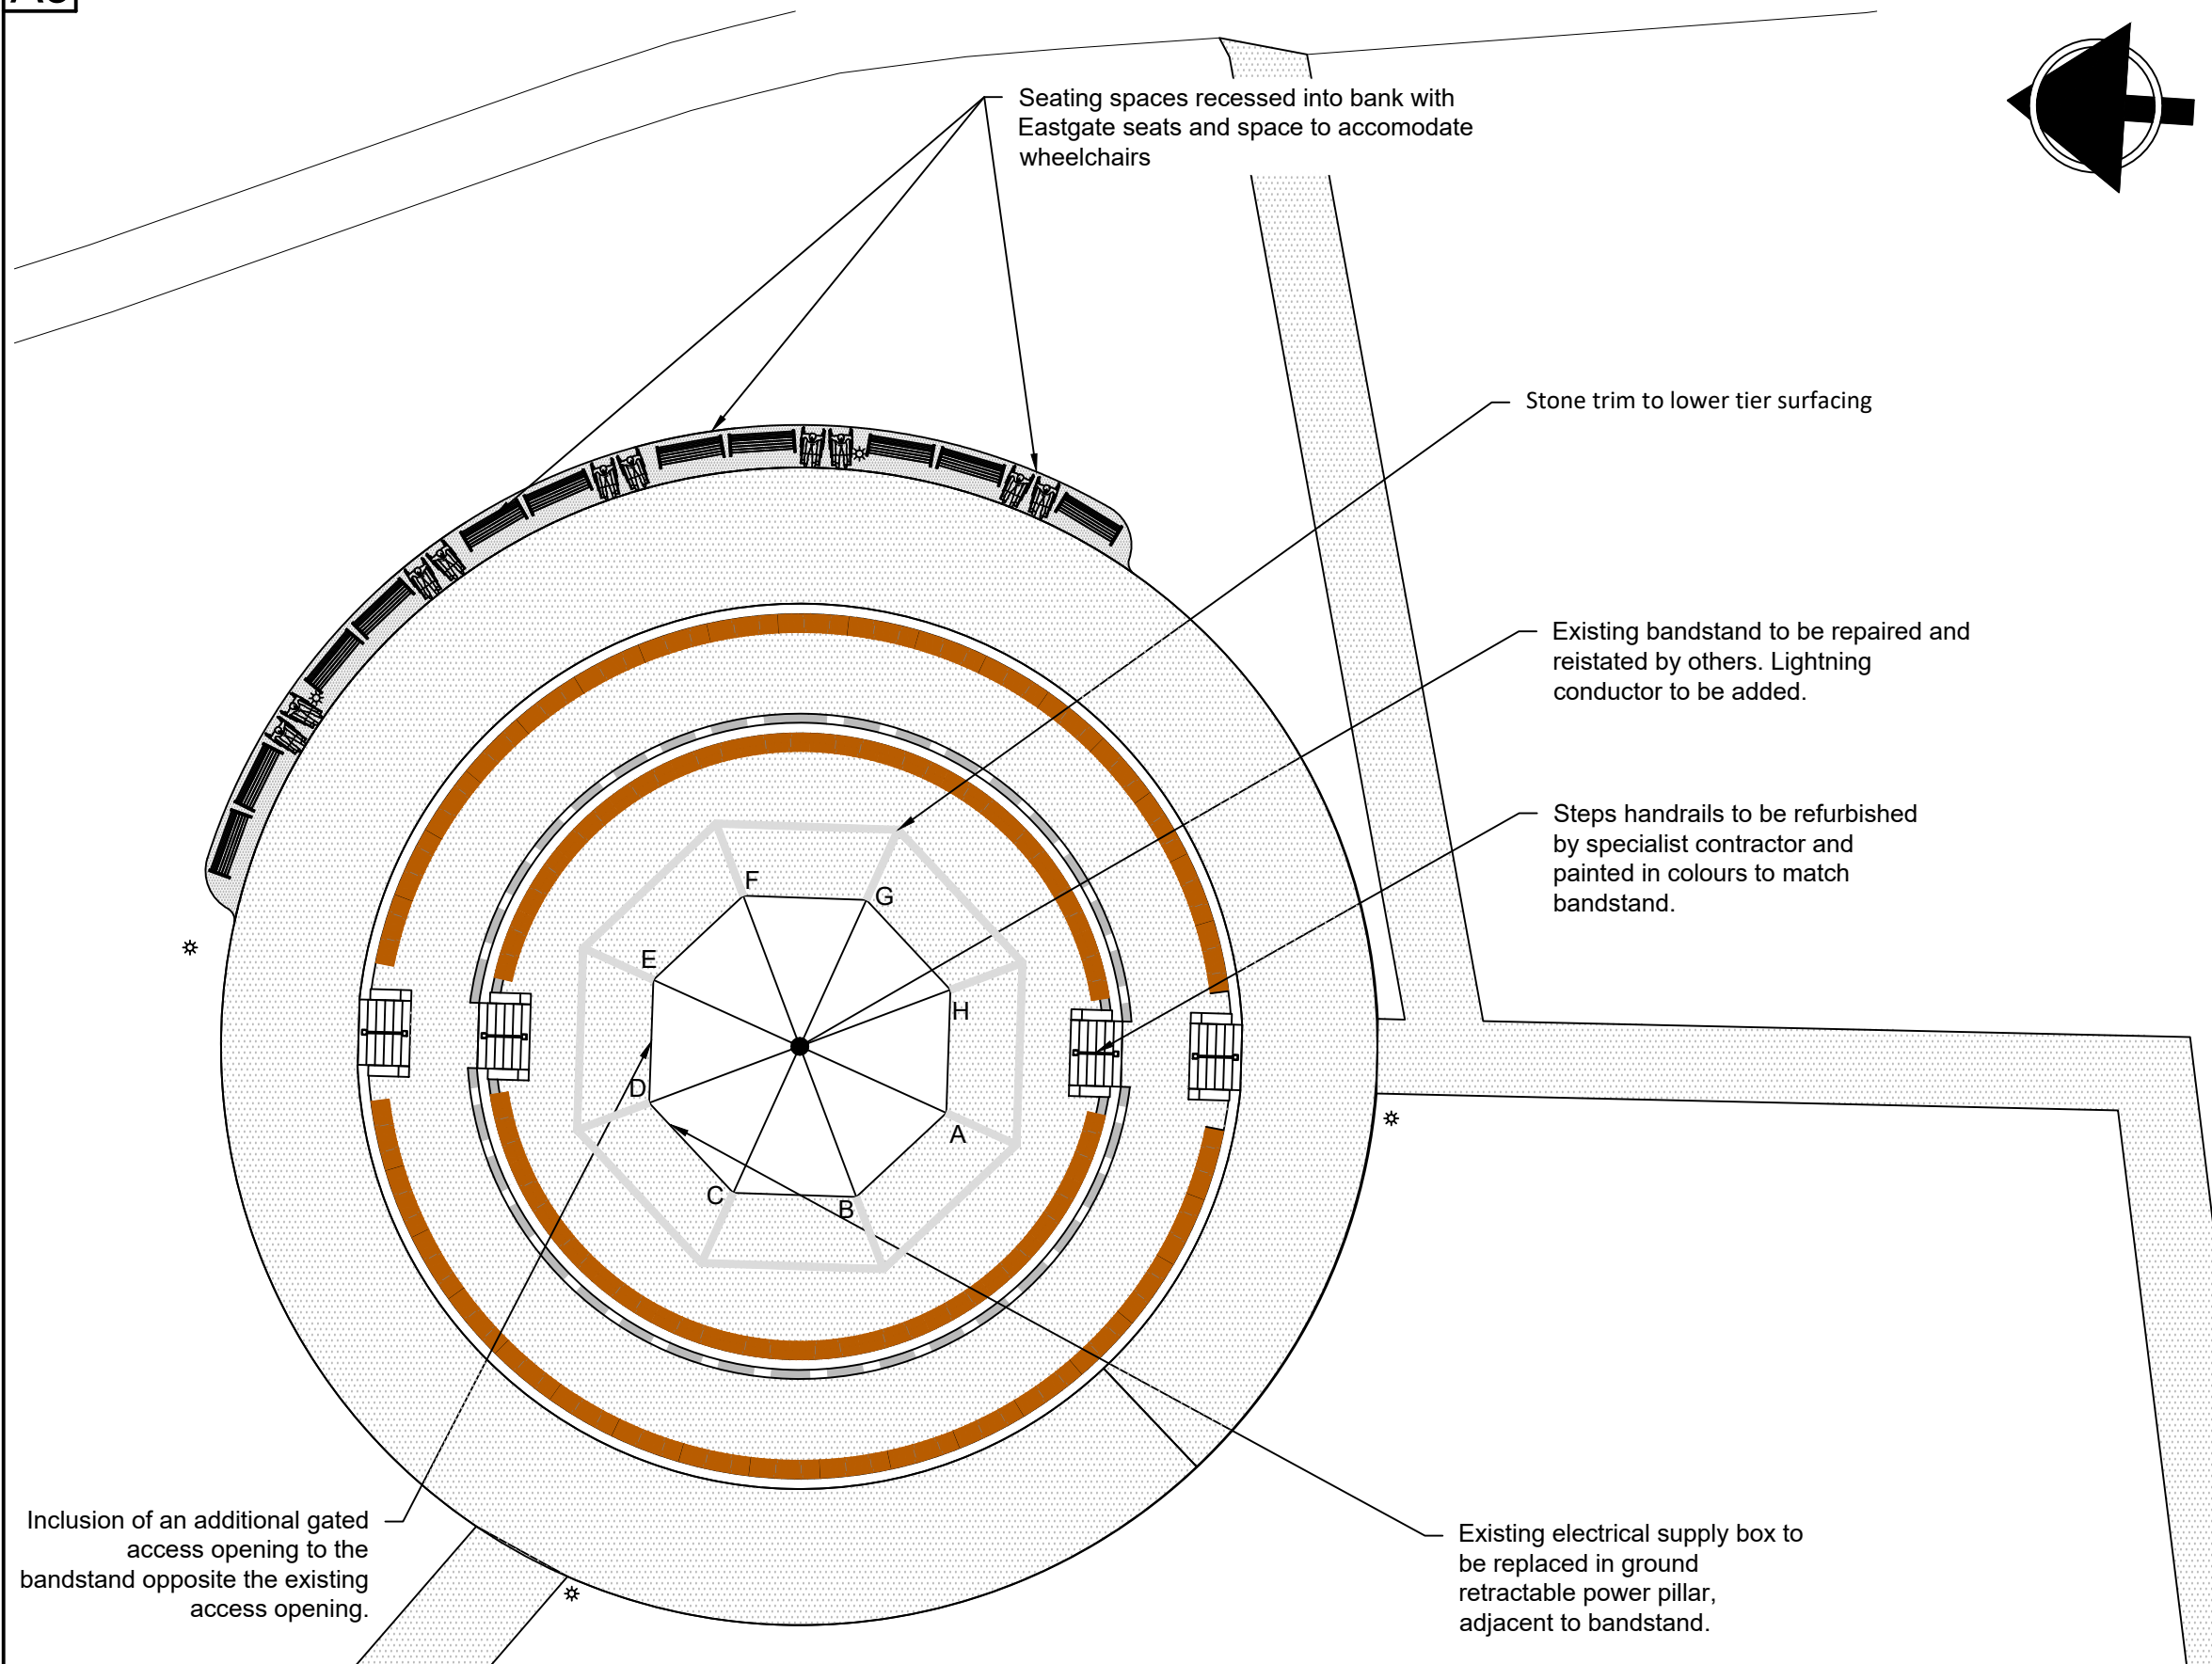 Seating spaces recessed into bank with
Eastgate seats and space to accomodate
wheelchairs
Stone trim to lower tier surfacing
Existing bandstand to be repaired and
reistated by others. Lightning
conductor to be added.
Steps handrails to be refurbished
by specialist contractor and
painted in colours to match
bandstand.
F
G
E
H
D
A
C
B
Inclusion of an additional gated
access opening to the
bandstand opposite the existing
access opening.
Existing electrical supply box to
be replaced in ground
retractable power pillar,
adjacent to bandstand.